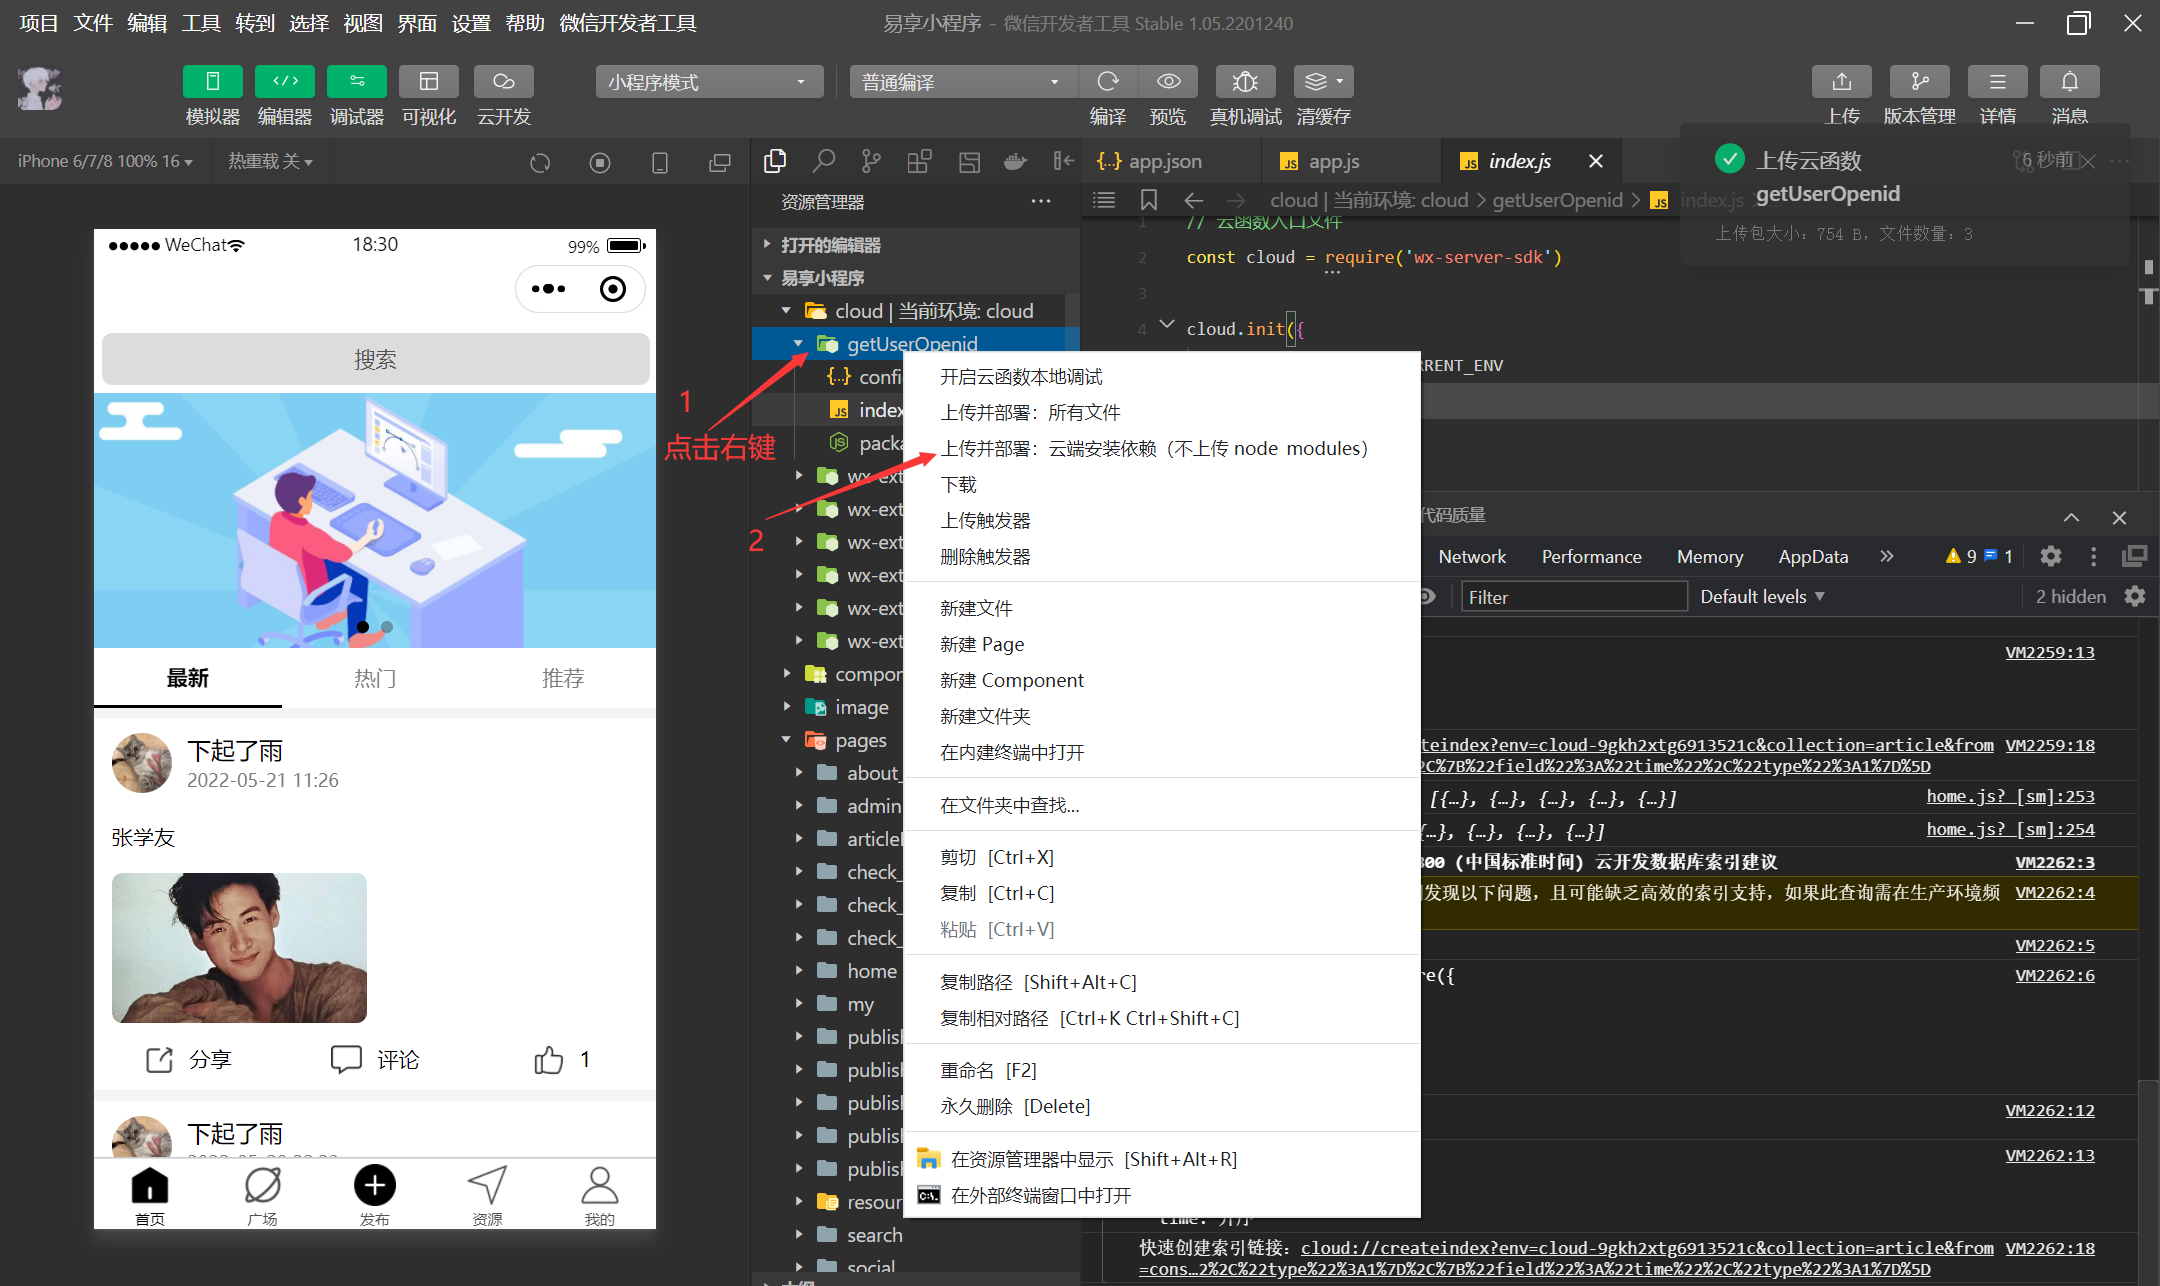 项目 文件 编辑 工具 转到 选择 视图 界面 设置 帮助 微信开发者工具
易享小程序 - 微信开发者工具 Stable 1.05.2201240
模拟器 编辑器 调试器 可视化 云开发
小程序模式
普通编译
编译 预览 真机调试 清缓存
上传 版本管理 详情 消息
iPhone 6/7/8 100% 16
热重载 关
WeChat
18:30
99%
搜索
最新 热门 推荐
下起了雨
2022-05-21 11:26
张学友
分享 评论 1
下起了雨
首页 广场 发布 资源 我的
资源管理器
打开的编辑器
易享小程序
cloud | 当前环境: cloud
getUserOpenid
confi
index
packa
wx-ext
wx-ext
wx-ext
wx-ext
wx-ext
wx-ext
compor
image
pages
about_
admin
articlel
check_
check_
check_
home
my
publish
publish
publish
publish
publish
resour
search
social
1
点击右键
2
开启云函数本地调试
上传并部署：所有文件
上传并部署：云端安装依赖（不上传 node modules）
下载
上传触发器
删除触发器
新建文件
新建 Page
新建 Component
新建文件夹
在内建终端中打开
在文件夹中查找...
剪切 [Ctrl+X]
复制 [Ctrl+C]
粘贴 [Ctrl+V]
复制路径 [Shift+Alt+C]
复制相对路径 [Ctrl+K Ctrl+Shift+C]
重命名 [F2]
永久删除 [Delete]
在资源管理器中显示 [Shift+Alt+R]
在外部终端窗口中打开
app.json
app.js
index.js
cloud | 当前环境: cloud > getUserOpenid > index.js
上传云函数 6 秒前
getUserOpenid
上传包大小: 754 B, 文件数量: 3
1 // 云函数入口文件
2 const cloud = require('wx-server-sdk')
3
4 cloud.init({
RRENT_ENV
代码质量
Network Performance Memory AppData 9 1
Filter
Default levels
2 hidden
VM2259:13
teindex?env=cloud-9gkh2xtg6913521c&collection=article&from VM2259:18
2C%7B%22field%22%3A%22time%22%2C%22type%22%3A1%7D%5D
[{…}, {…}, {…}, {…}, {…}] home.js? [sm]:253
{…}, {…}, {…}, {…}] home.js? [sm]:254
800 (中国标准时间) 云开发数据库索引建议 VM2262:3
发现以下问题，且可能缺乏高效的索引支持，如果此查询需在生产环境频 VM2262:4
VM2262:5
re({ VM2262:6
VM2262:12
VM2262:13
time: 升序
快速创建索引链接: cloud://createindex?env=cloud-9gkh2xtg6913521c&collection=article&from VM2262:18
=cons…2%2C%22type%22%3A1%7D%2C%7B%22field%22%3A%22time%22%2C%22type%22%3A1%7D%5D